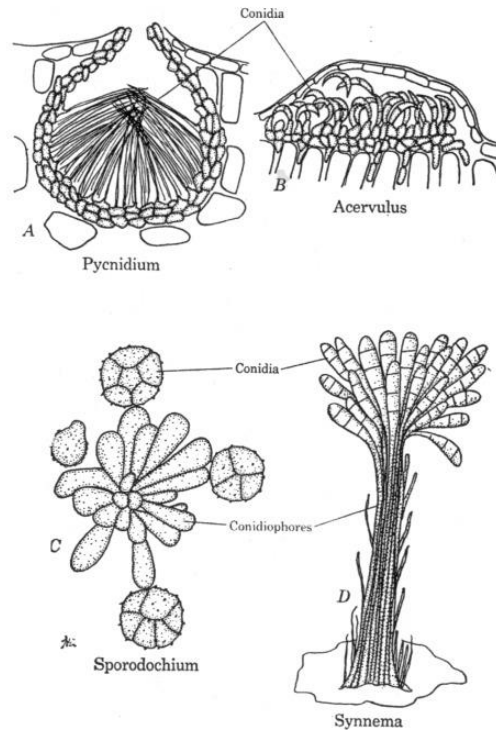 Conidia
A
B
Pycnidium
Acervulus
Conidia
Conidiophores
C
D
Sporodochium
Synnema